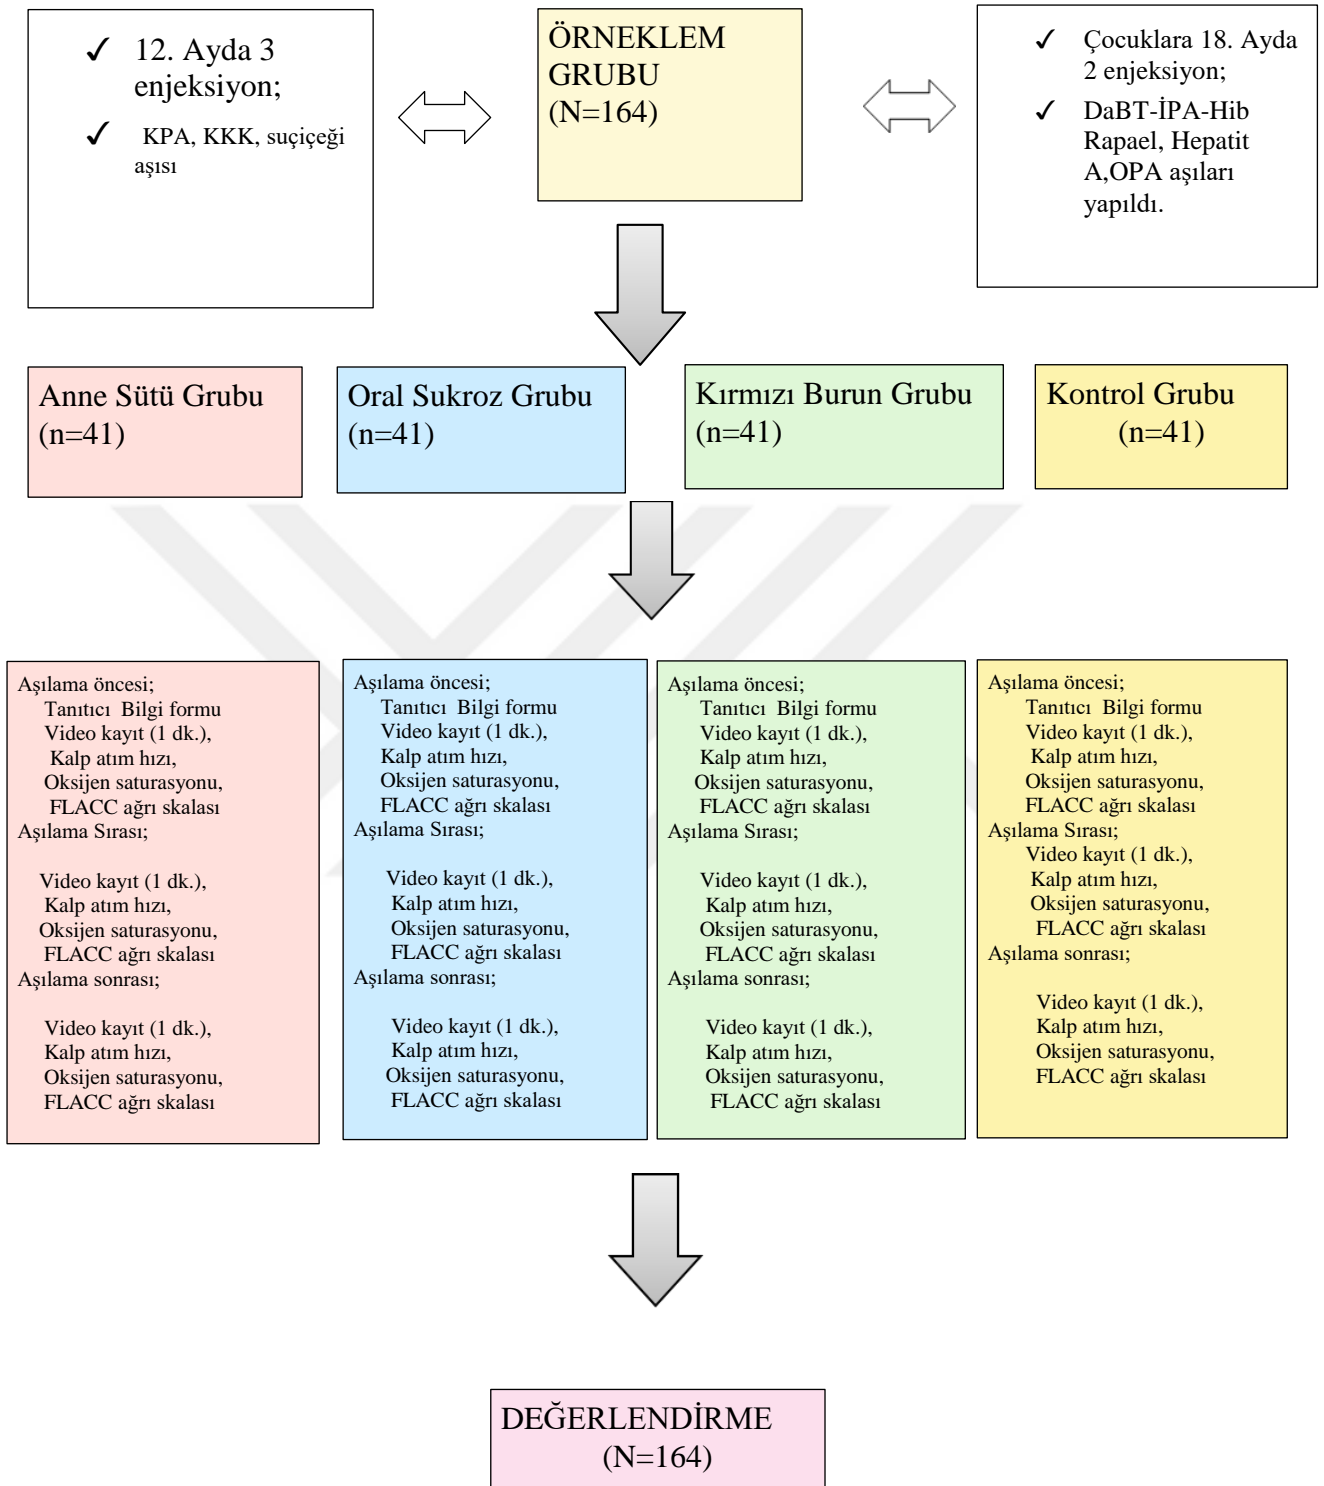 ✓ 12. Ayda 3
enjeksiyon;
✓ KPA, KKK, suçiçeği
aşısı
ÖRNEKLEM
GRUBU
(N=164)
✓ Çocuklara 18. Ayda
2 enjeksiyon;
✓ DaBT-İPA-Hib
Rapael, Hepatit
A,OPA aşıları
yapıldı.
Anne Sütü Grubu
(n=41)
Oral Sukroz Grubu
(n=41)
Kırmızı Burun Grubu
(n=41)
Kontrol Grubu
(n=41)
Aşılama öncesi;
Tanıtıcı Bilgi formu
Video kayıt (1 dk.),
Kalp atım hızı,
Oksijen saturasyonu,
FLACC ağrı skalası
Aşılama Sırası;
Video kayıt (1 dk.),
Kalp atım hızı,
Oksijen saturasyonu,
FLACC ağrı skalası
Aşılama sonrası;
Video kayıt (1 dk.),
Kalp atım hızı,
Oksijen saturasyonu,
FLACC ağrı skalası
Aşılama öncesi;
Tanıtıcı Bilgi formu
Video kayıt (1 dk.),
Kalp atım hızı,
Oksijen saturasyonu,
FLACC ağrı skalası
Aşılama Sırası;
Video kayıt (1 dk.),
Kalp atım hızı,
Oksijen saturasyonu,
FLACC ağrı skalası
Aşılama sonrası;
Video kayıt (1 dk.),
Kalp atım hızı,
Oksijen saturasyonu,
FLACC ağrı skalası
Aşılama öncesi;
Tanıtıcı Bilgi formu
Video kayıt (1 dk.),
Kalp atım hızı,
Oksijen saturasyonu,
FLACC ağrı skalası
Aşılama Sırası;
Video kayıt (1 dk.),
Kalp atım hızı,
Oksijen saturasyonu,
FLACC ağrı skalası
Aşılama sonrası;
Video kayıt (1 dk.),
Kalp atım hızı,
Oksijen saturasyonu,
FLACC ağrı skalası
Aşılama öncesi;
Tanıtıcı Bilgi formu
Video kayıt (1 dk.),
Kalp atım hızı,
Oksijen saturasyonu,
FLACC ağrı skalası
Aşılama Sırası;
Video kayıt (1 dk.),
Kalp atım hızı,
Oksijen saturasyonu,
FLACC ağrı skalası
Aşılama sonrası;
Video kayıt (1 dk.),
Kalp atım hızı,
Oksijen saturasyonu,
FLACC ağrı skalası
DEĞERLENDİRME
(N=164)